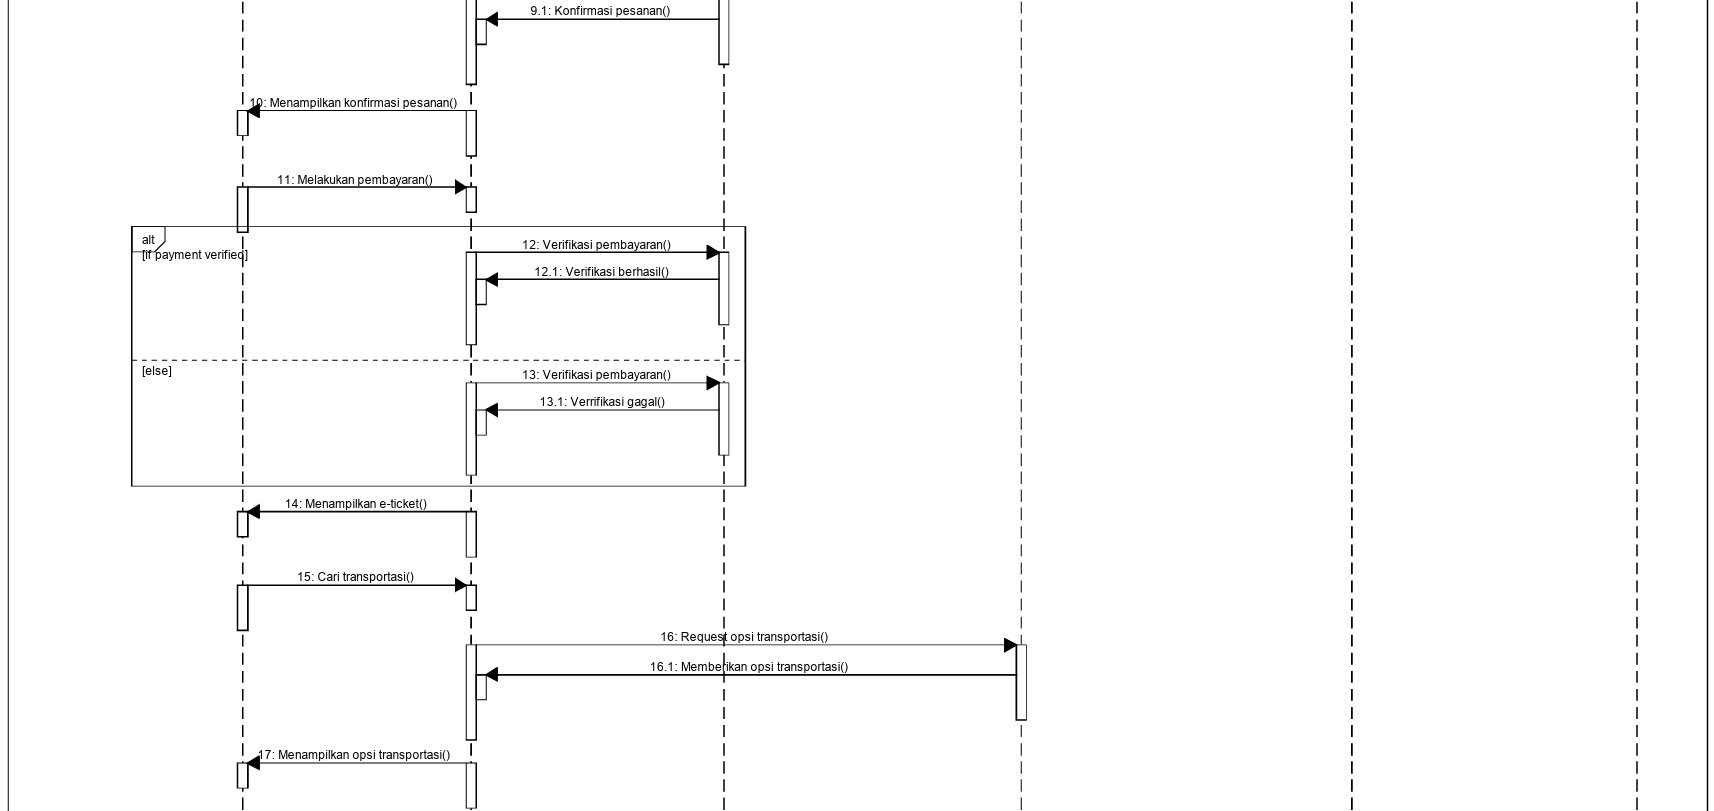 9.1: Konfirmasi pesanan()
10: Menampilkan konfirmasi pesanan()
11: Melakukan pembayaran()
alt
[if payment verified]
12: Verifikasi pembayaran()
12.1: Verifikasi berhasil()
[else]
13: Verifikasi pembayaran()
13.1: Verrifikasi gagal()
14: Menampilkan e-ticket()
15: Cari transportasi()
16: Request opsi transportasi()
16.1: Memberikan opsi transportasi()
17: Menampilkan opsi transportasi()